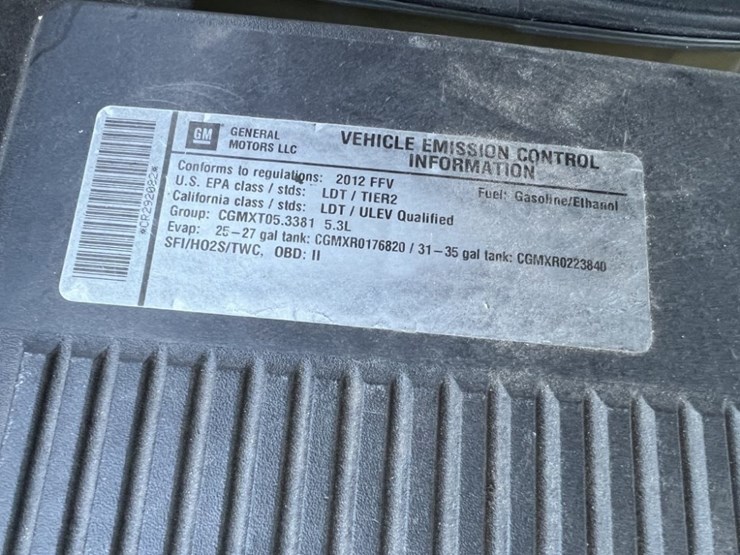 GM GENERAL
MOTORS LLC
VEHICLE EMISSION CONTROL
INFORMATION
Conforms to regulations: 2012 FFV
Fuel: Gasoline/Ethanol
U.S. EPA class / stds: LDT / TIER2
California class / stds: LDT / ULEV Qualified
Group: CGMXT05.3381 5.3L
Evap: 25-27 gal tank: CGMXR0176820 / 31-35 gal tank: CGMXR0223840
SFI/HO2S/TWC, OBD: II